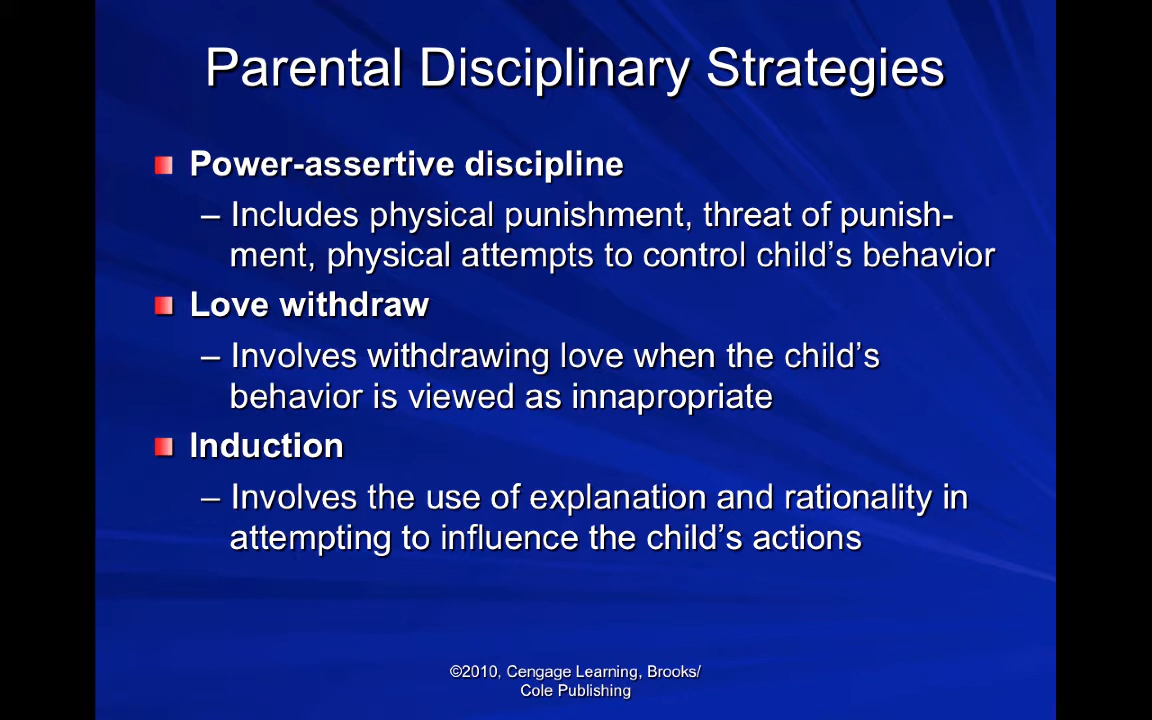 Parental Disciplinary Strategies
Power-assertive discipline
– Includes physical punishment, threat of punish-
ment, physical attempts to control child’s behavior
Love withdraw
– Involves withdrawing love when the child’s
behavior is viewed as innapropriate
Induction
– Involves the use of explanation and rationality in
attempting to influence the child’s actions
©2010, Cengage Learning, Brooks/
Cole Publishing